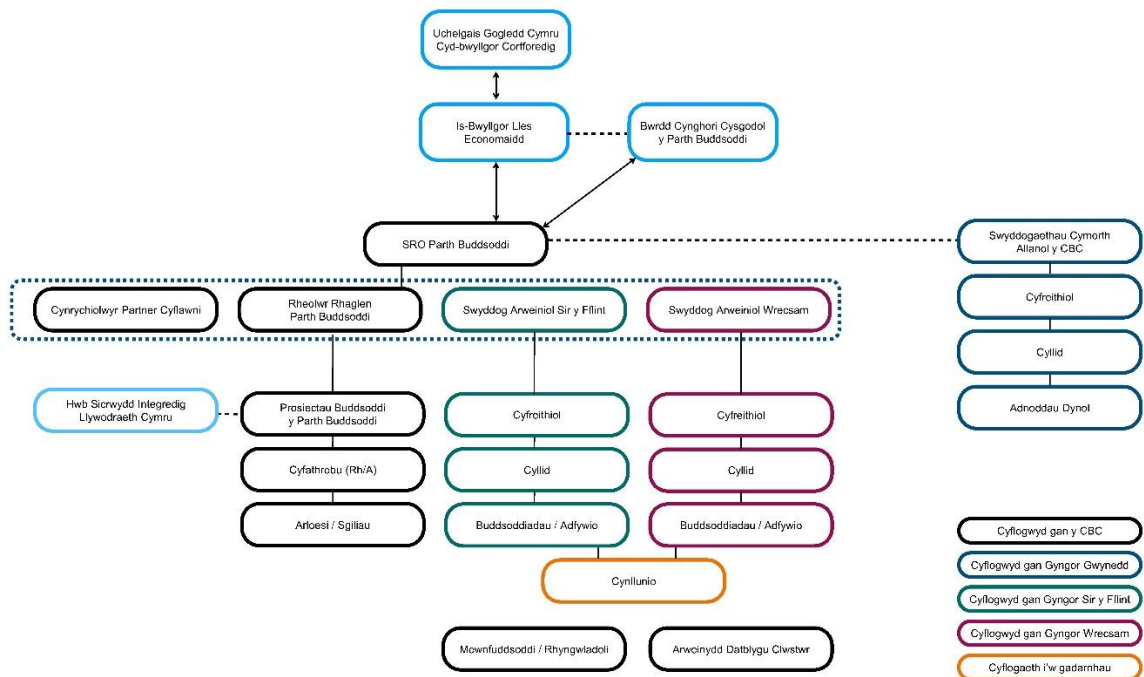 Uchelgais Gogledd Cymru
Cyd-bwyllgor Corfforedig
Is-Bwyllgor Lles
Economaidd
Bwrdd Cynghori Cysgodol
y Parth Buddsoddi
SRO Parth Buddsoddi
Swyddogaethau Cymorth
Allanol y CBC
Cyfreithiol
Cyllid
Adnoddau Dynol
Cynrychiolwyr Partner Cyflawni
Rheolwr Rhaglen
Parth Buddsoddi
Swyddog Arweiniol Sir y Fflint
Swyddog Arweiniol Wrecsam
Hwb Sicrwydd Integredig
Llywodraeth Cymru
Prosiectau Buddsoddi
y Parth Buddsoddi
Cyfreithiol
Cyfreithiol
Cyfathrebu (Rh/A)
Cyllid
Cyllid
Arloesi / Sgiliau
Buddsoddiadau / Adfywio
Buddsoddiadau / Adfywio
Cynllunio
Mewnfuddsoddi / Rhyngwladoli
Arweinydd Datblygu Clwstwr
Cyflogwyd gan y CBC
Cyflogwyd gan Gyngor Gwynedd
Cyflogwyd gan Gyngor Sir y Fflint
Cyflogwyd gan Gyngor Wrecsam
Cyflogaeth i'w gadarnhau